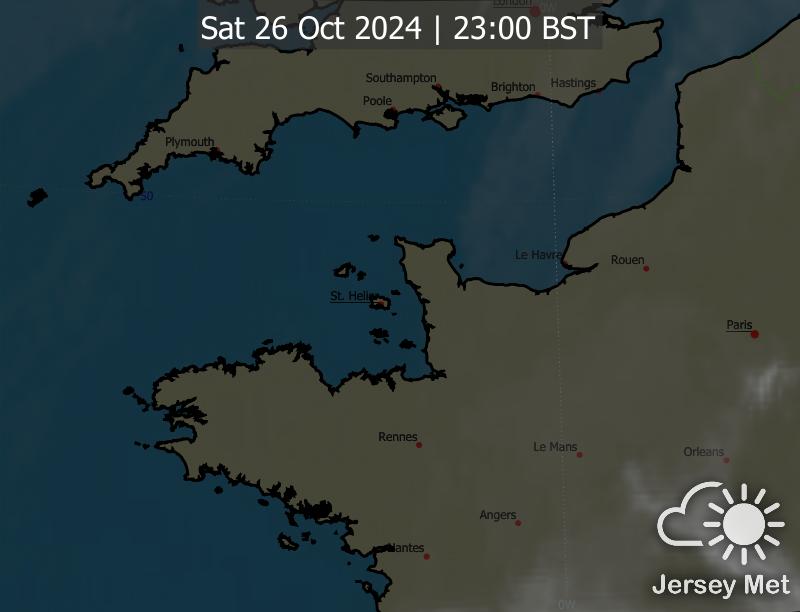 London
0W
Sat 26 Oct 2024 | 23:00 BST
Southampton
Brighton
Hastings
Poole
Plymouth
50
Le Havre
Rouen
St. Helier
Paris
Rennes
Le Mans
Orleans
Angers
Nantes
Jersey Met
0W